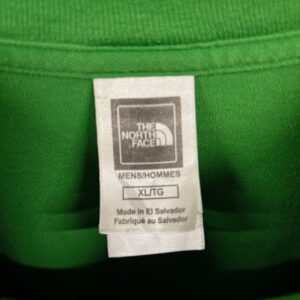 THE
NORTH
FACE
MENS/HOMMES
XL/TG
Made in El Salvador
Fabriqué au Salvador